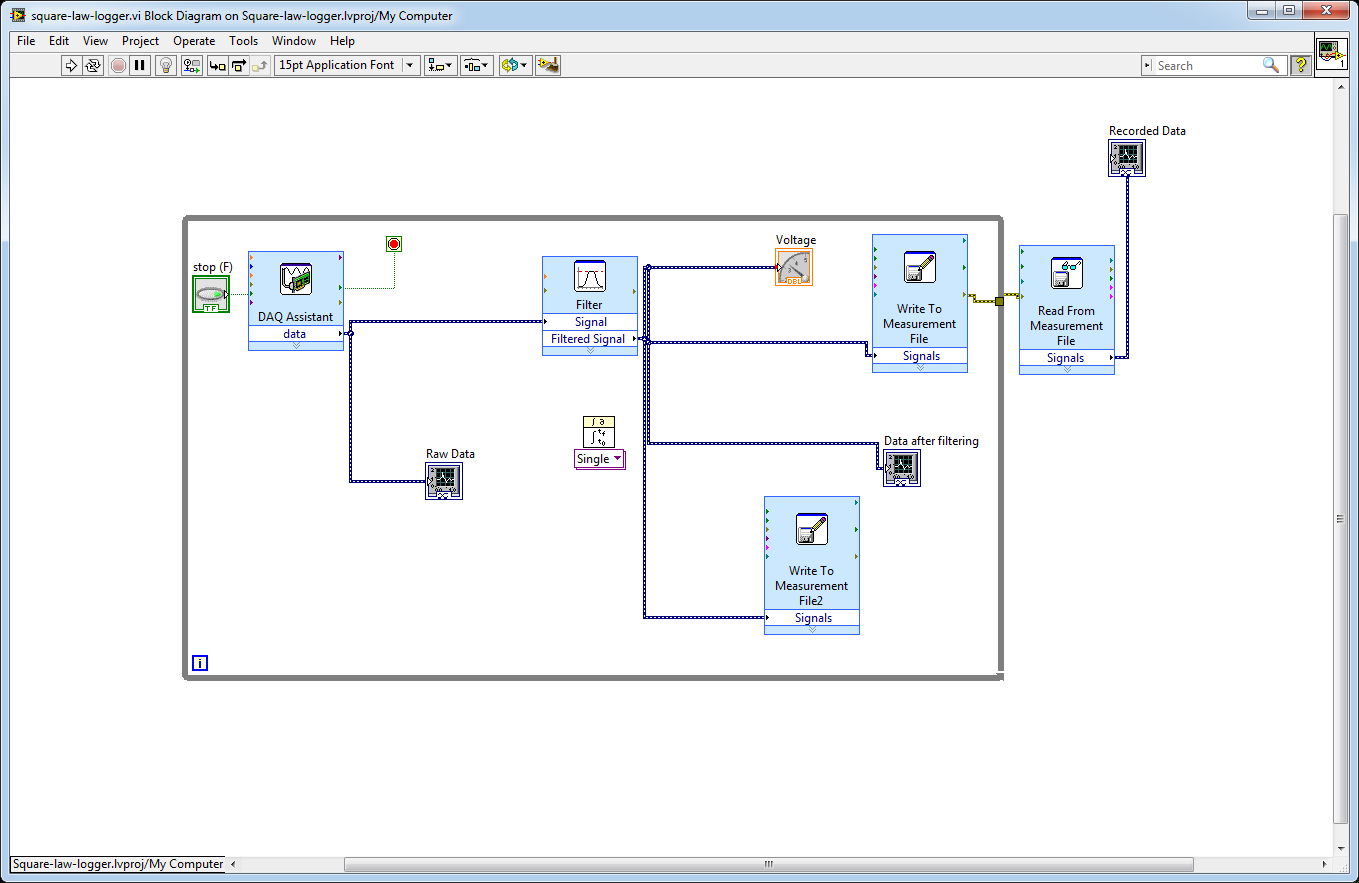 square-law-logger.vi Block Diagram on Square-law-logger.lvproj/My Computer
File Edit View Project Operate Tools Window Help
15pt Application Font
Search
?
1
Recorded Data
stop (F)
TF
DAQ Assistant
data
Filter
Signal
Filtered Signal
Voltage
DBL
Write To
Measurement
File
Signals
Read From
Measurement
File
Signals
Single
Raw Data
Data after filtering
Write To
Measurement
File2
Signals
i
Square-law-logger.lvproj/My Computer